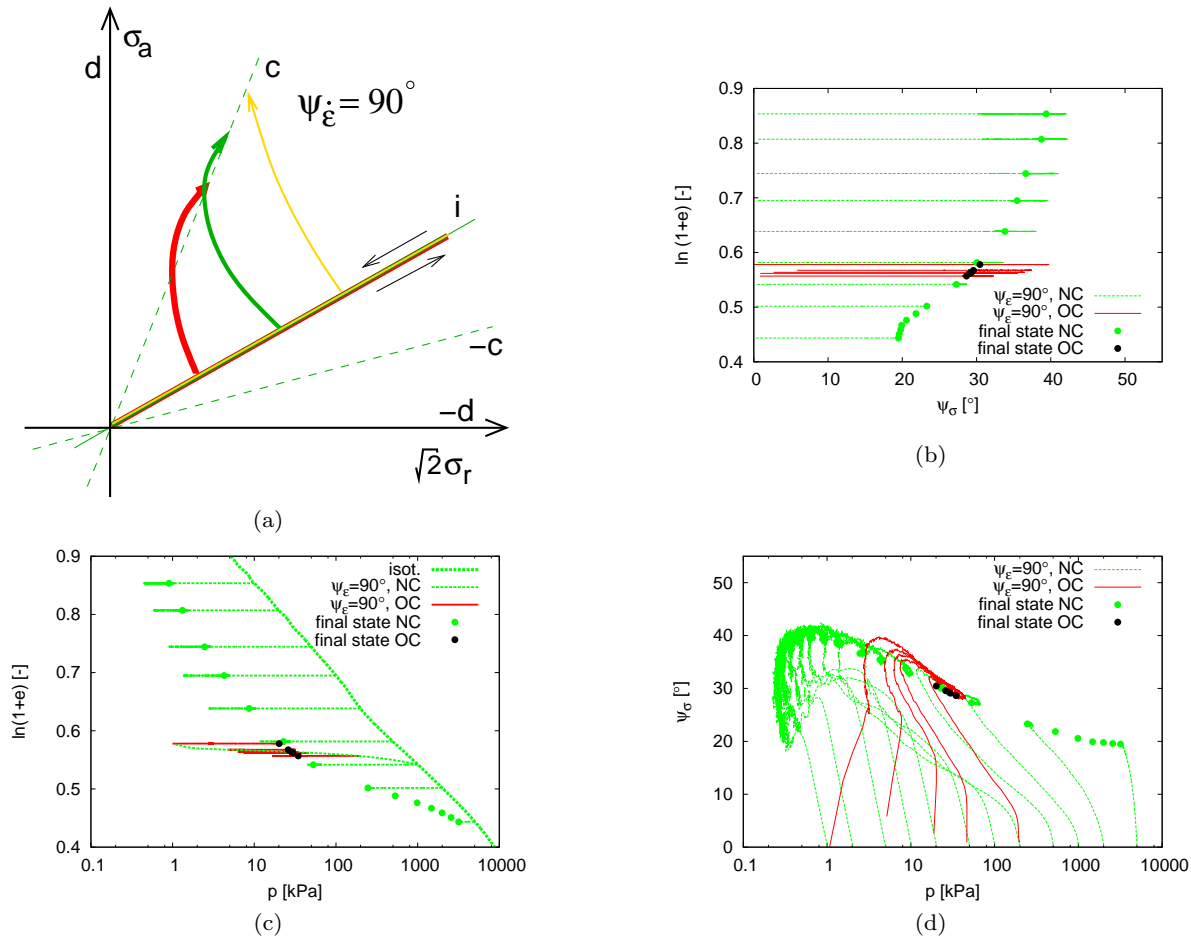 σa
d
c
ψε̇ = 90°
i
−c
−d
√2σr
(a)
ln (1+e) [-]
0.9
0.8
0.7
0.6
0.5
0.4
0 10 20 30 40 50
ψσ [°]
ψε̇=90°, NC
ψε̇=90°, OC
final state NC
final state OC
(b)
ln(1+e) [-]
0.9
0.8
0.7
0.6
0.5
0.4
0.1 1 10 100 1000 10000
p [kPa]
isot.
ψε̇=90°, NC
ψε̇=90°, OC
final state NC
final state OC
(c)
ψσ [°]
50
40
30
20
10
0
0.1 1 10 100 1000 10000
p [kPa]
ψε̇=90°, NC
ψε̇=90°, OC
final state NC
final state OC
(d)